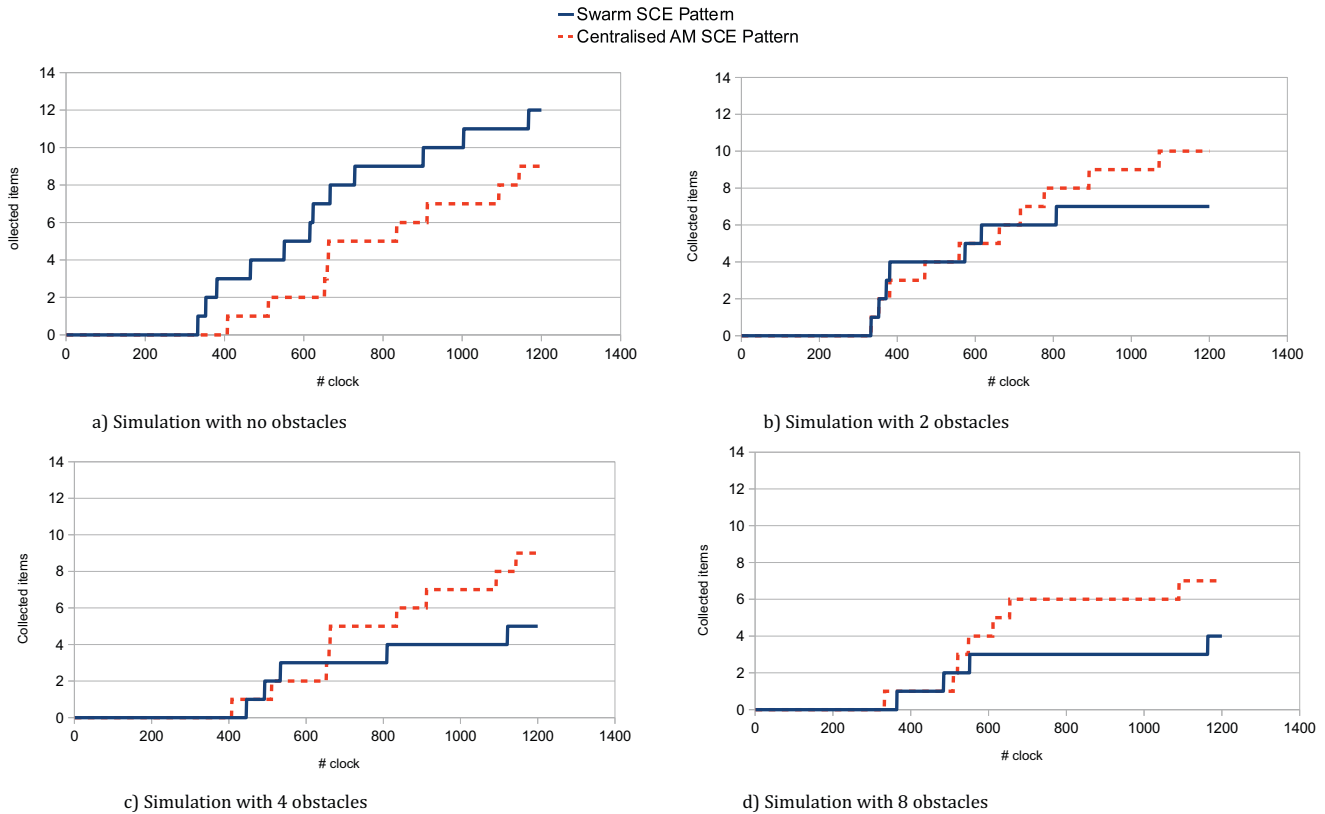 Swarm SCE Pattern
Centralised AM SCE Pattern
14
12
10
8
6
4
2
0
ollected items
0 200 400 600 800 1000 1200 1400
# clock
a) Simulation with no obstacles
14
12
10
8
6
4
2
0
Collected items
0 200 400 600 800 1000 1200 1400
# clock
b) Simulation with 2 obstacles
14
12
10
8
6
4
2
0
Collected items
0 200 400 600 800 1000 1200 1400
# clock
c) Simulation with 4 obstacles
14
12
10
8
6
4
2
0
Collected items
0 200 400 600 800 1000 1200 1400
# clock
d) Simulation with 8 obstacles